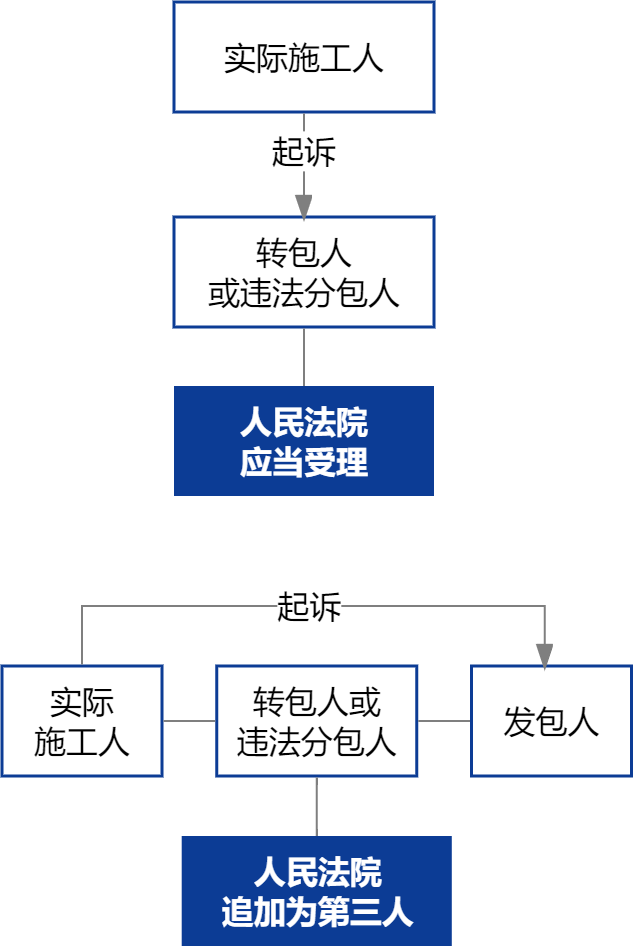 实际施工人
起诉
转包人
或违法分包人
人民法院
应当受理
起诉
实际
施工人
转包人或
违法分包人
发包人
人民法院
追加为第三人